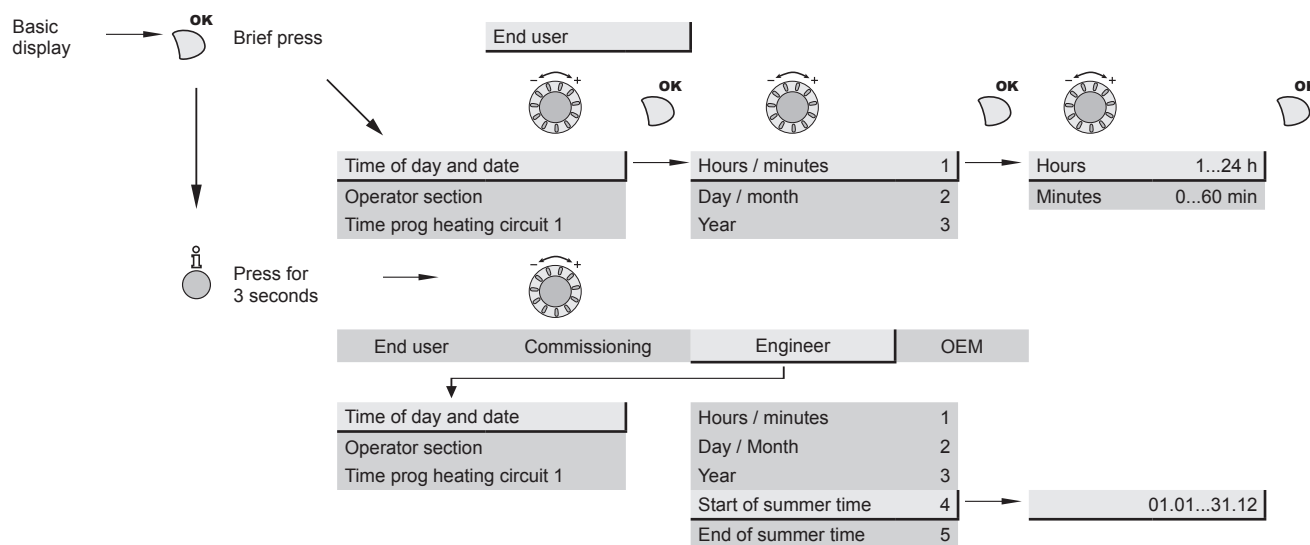 OK
Basic
display
Brief press
End user
- +
- +
- +
OK
OK
Time of day and date
Hours / minutes 1
Hours 1...24 h
Operator section
Day / month 2
Minutes 0...60 min
Time prog heating circuit 1
Year 3
i
Press for
3 seconds
- +
End user Commissioning Engineer OEM
Time of day and date
Hours / minutes 1
Operator section
Day / Month 2
Time prog heating circuit 1
Year 3
Start of summer time 4
01.01...31.12
End of summer time 5